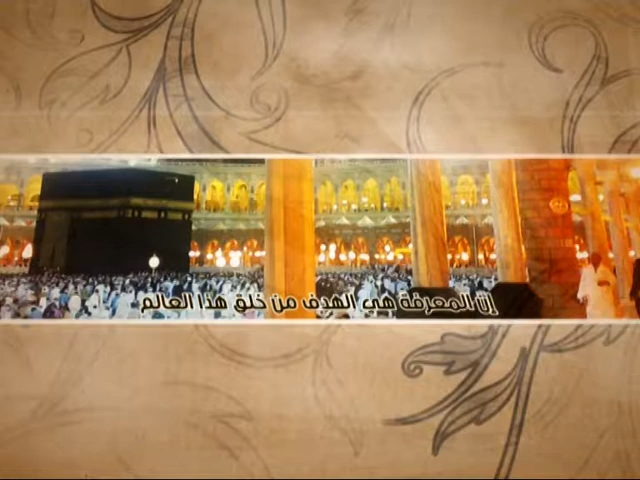 إن المعرفة هي الهدف من خلق هذا العالم